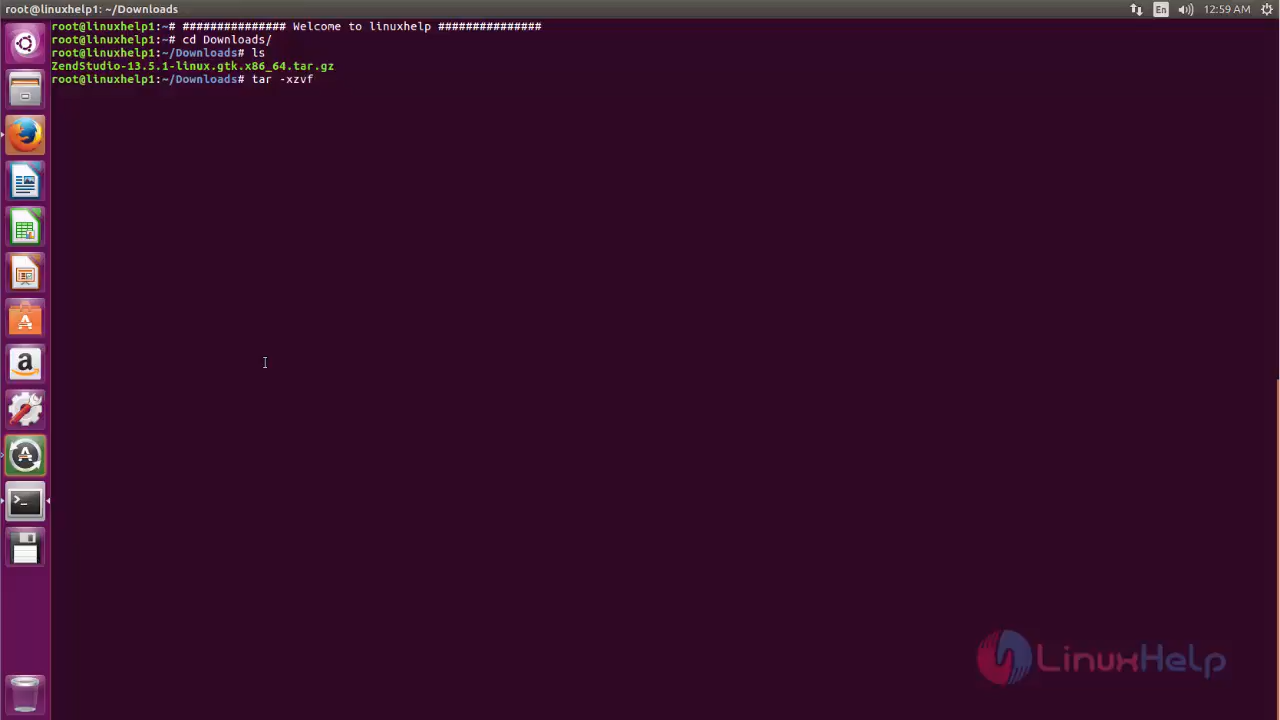 root@linuxhelp1: ~/Downloads
En
12:59 AM
root@linuxhelp1:~# ############### Welcome to linuxhelp ###############
root@linuxhelp1:~# cd Downloads/
root@linuxhelp1:~/Downloads# ls
ZendStudio-13.5.1-linux.gtk.x86_64.tar.gz
root@linuxhelp1:~/Downloads# tar -xzvf
LinuxHelp